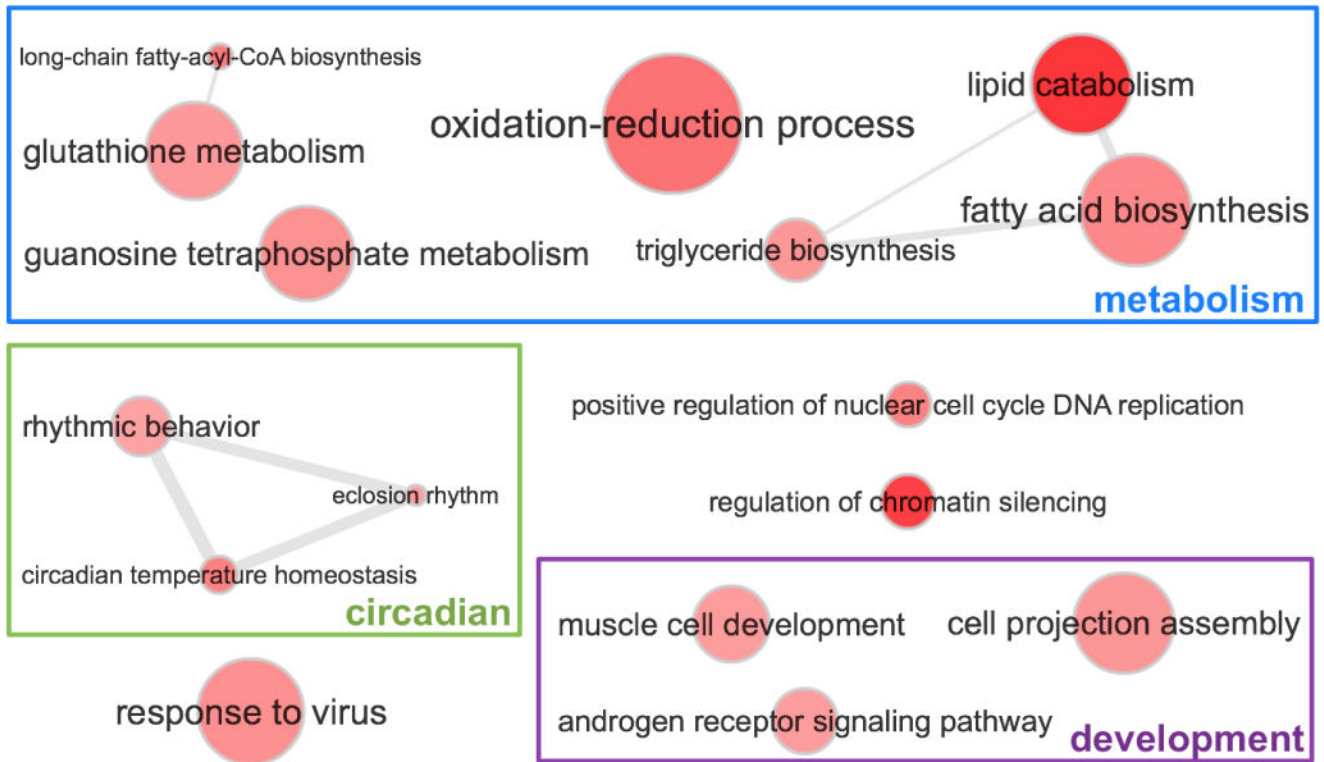 long-chain fatty-acyl-CoA biosynthesis
glutathione metabolism
guanosine tetraphosphate metabolism
oxidation-reduction process
lipid catabolism
fatty acid biosynthesis
triglyceride biosynthesis
metabolism
rhythmic behavior
eclosion rhythm
circadian temperature homeostasis
circadian
positive regulation of nuclear cell cycle DNA replication
regulation of chromatin silencing
response to virus
muscle cell development
cell projection assembly
androgen receptor signaling pathway
development